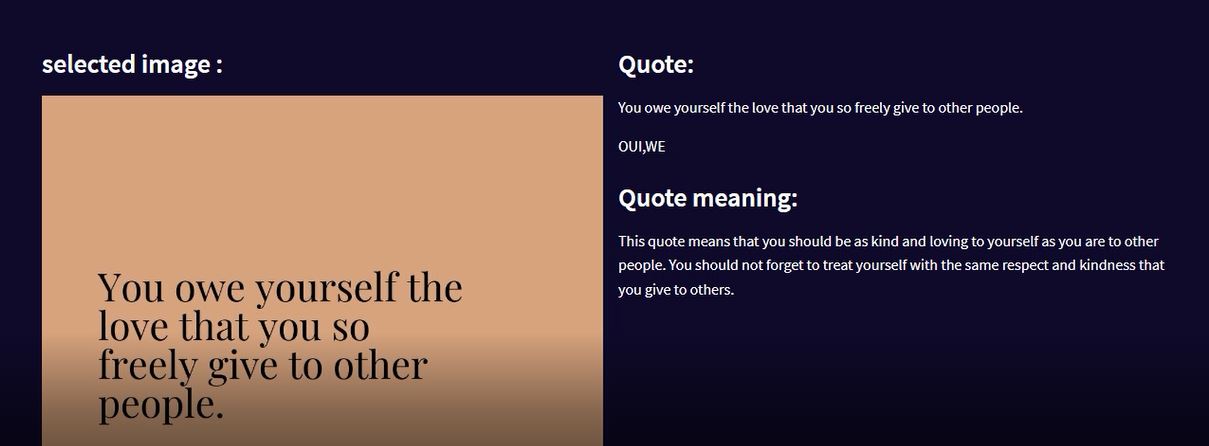 selected image :
You owe yourself the
love that you so
freely give to other
people.
Quote:
You owe yourself the love that you so freely give to other people.
OUI,WE
Quote meaning:
This quote means that you should be as kind and loving to yourself as you are to other
people. You should not forget to treat yourself with the same respect and kindness that
you give to others.